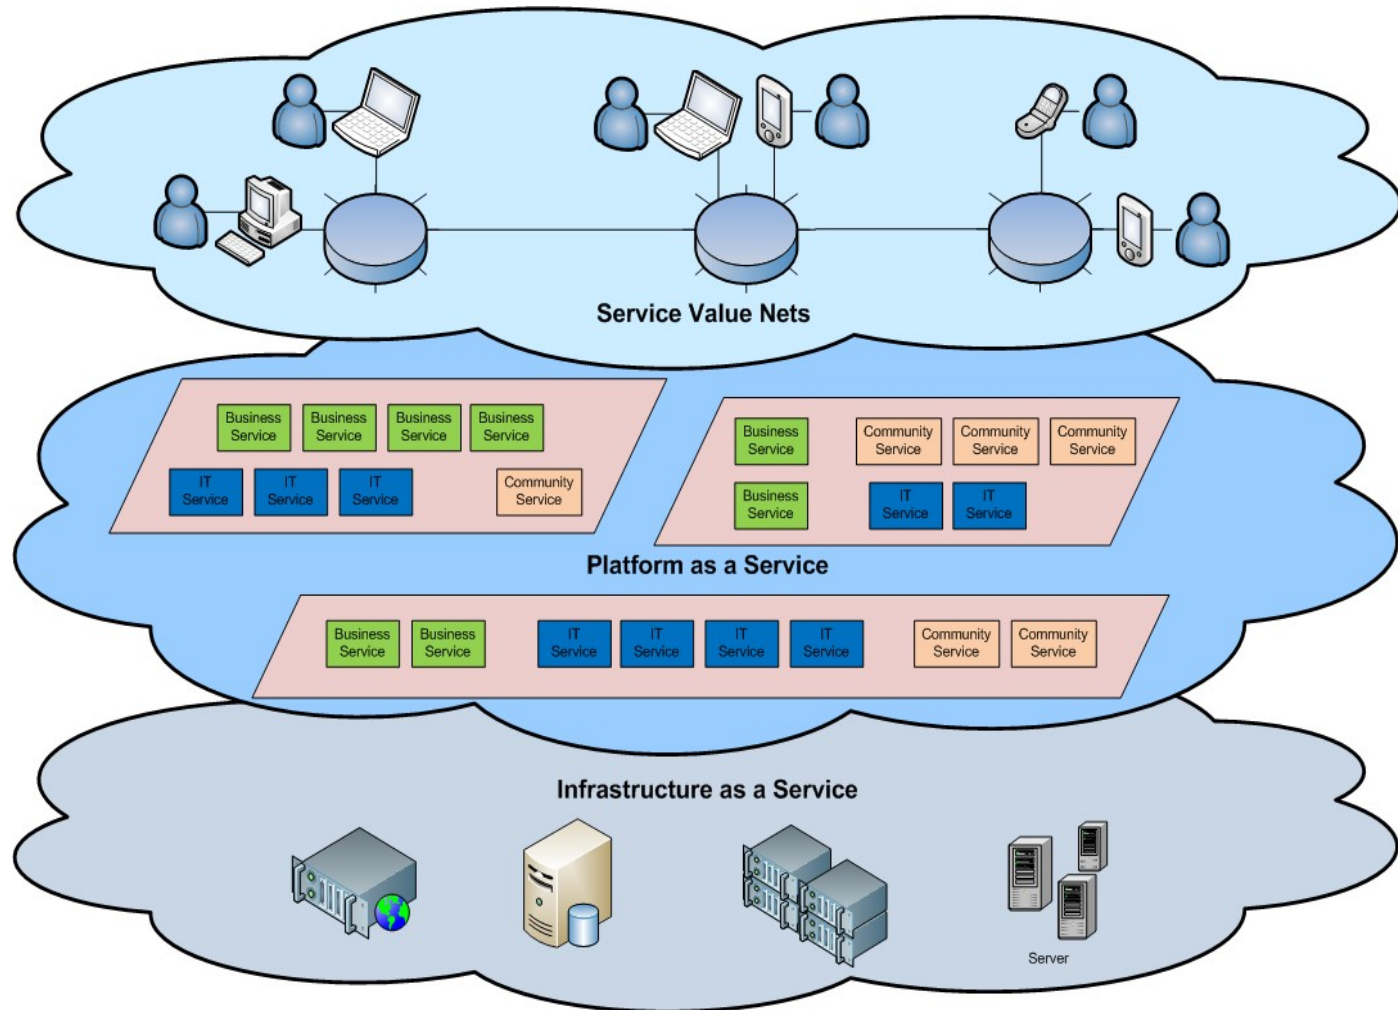 Service Value Nets
Business
Service
Business
Service
Business
Service
Business
Service
IT
Service
IT
Service
IT
Service
Community
Service
Business
Service
Community
Service
Community
Service
Community
Service
Business
Service
IT
Service
IT
Service
Platform as a Service
Business
Service
Business
Service
IT
Service
IT
Service
IT
Service
IT
Service
Community
Service
Community
Service
Infrastructure as a Service
Server